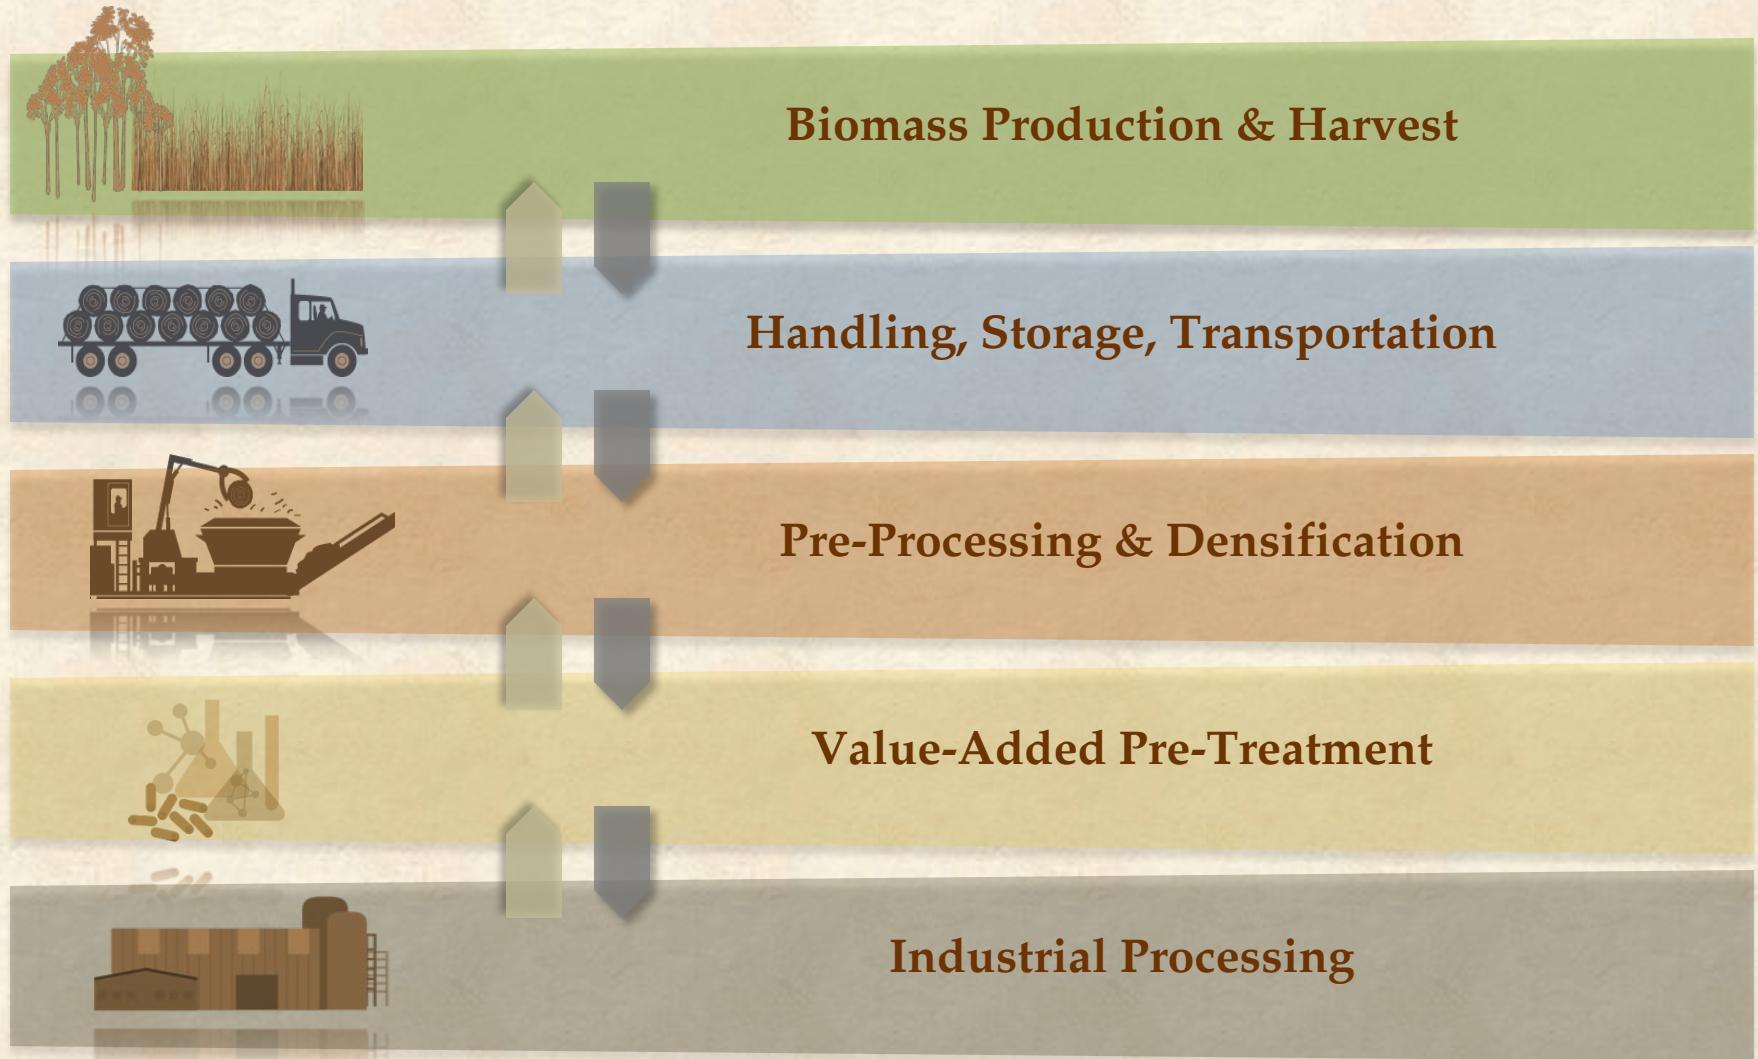 Biomass Production & Harvest
Handling, Storage, Transportation
Pre-Processing & Densification
Value-Added Pre-Treatment
Industrial Processing